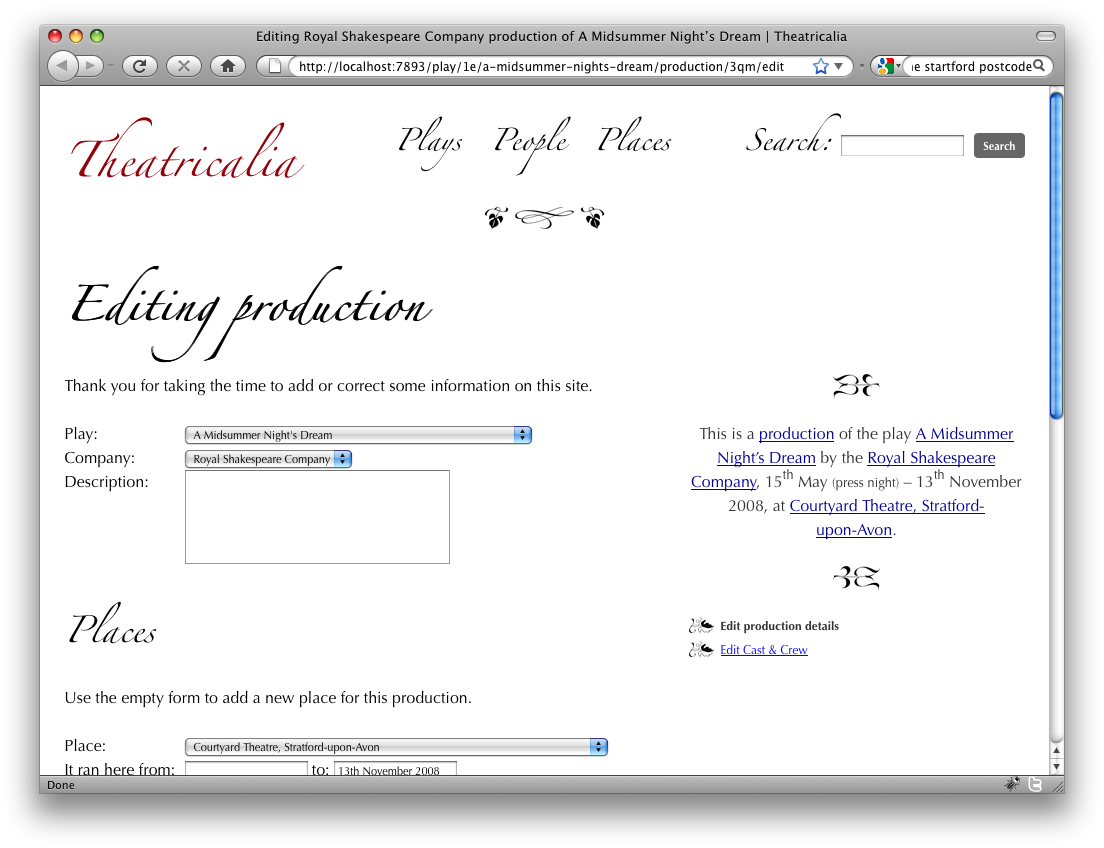 Editing Royal Shakespeare Company production of A Midsummer Night's Dream | Theatricalia
http://localhost:7893/play/1e/a-midsummer-nights-dream/production/3qm/edit
startford postcode
Theatricalia
Plays People Places
Search: Search
Editing production
Thank you for taking the time to add or correct some information on this site.
Play: A Midsummer Night's Dream
Company: Royal Shakespeare Company
Description:
This is a production of the play A Midsummer
Night's Dream by the Royal Shakespeare
Company, 15th May (press night) – 13th November
2008, at Courtyard Theatre, Stratford-
upon-Avon.
Edit production details
Edit Cast & Crew
Places
Use the empty form to add a new place for this production.
Place: Courtyard Theatre, Stratford-upon-Avon
It ran here from: to: 13th November 2008
Done